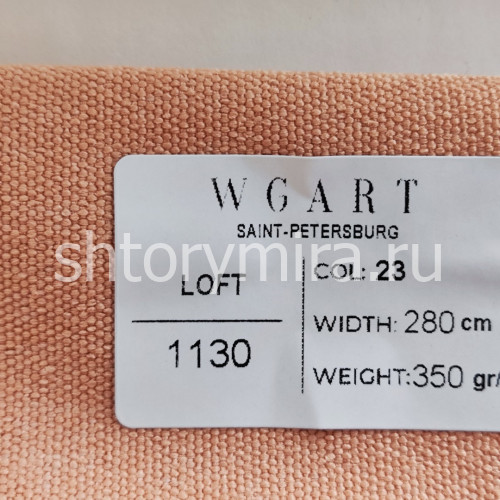 WGART
SAINT-PETERSBURG
shtorymira.ru
LOFT
1130
COL: 23
WIDTH: 280 cm
WEIGHT:350 gr/